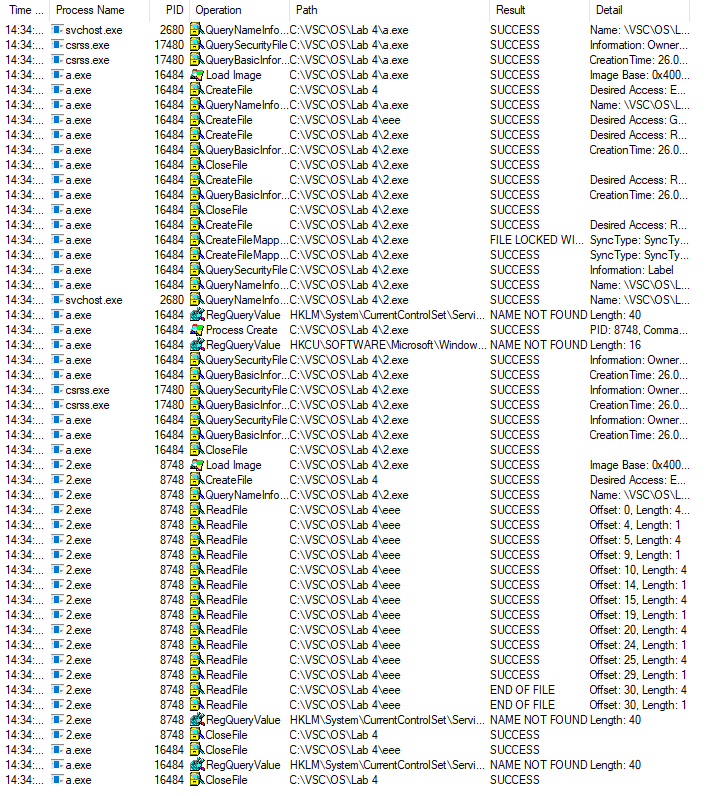 Time ... Process Name PID Operation Path Result Detail
14:34:... svchost.exe 2680 QueryNameInfo... C:\VSC\OS\Lab 4\a.exe SUCCESS Name: \VSC\OS\L...
14:34:... csrss.exe 17480 QuerySecurityFile C:\VSC\OS\Lab 4\a.exe SUCCESS Information: Owner...
14:34:... csrss.exe 17480 QueryBasicInfor... C:\VSC\OS\Lab 4\a.exe SUCCESS CreationTime: 26.0...
14:34:... a.exe 16484 Load Image C:\VSC\OS\Lab 4\a.exe SUCCESS Image Base: 0x400...
14:34:... a.exe 16484 CreateFile C:\VSC\OS\Lab 4 SUCCESS Desired Access: E...
14:34:... a.exe 16484 QueryNameInfo... C:\VSC\OS\Lab 4\a.exe SUCCESS Name: \VSC\OS\L...
14:34:... a.exe 16484 CreateFile C:\VSC\OS\Lab 4\eee SUCCESS Desired Access: G...
14:34:... a.exe 16484 CreateFile C:\VSC\OS\Lab 4\2.exe SUCCESS Desired Access: R...
14:34:... a.exe 16484 QueryBasicInfor... C:\VSC\OS\Lab 4\2.exe SUCCESS CreationTime: 26.0...
14:34:... a.exe 16484 CloseFile C:\VSC\OS\Lab 4\2.exe SUCCESS
14:34:... a.exe 16484 CreateFile C:\VSC\OS\Lab 4\2.exe SUCCESS Desired Access: R...
14:34:... a.exe 16484 QueryBasicInfor... C:\VSC\OS\Lab 4\2.exe SUCCESS CreationTime: 26.0...
14:34:... a.exe 16484 CloseFile C:\VSC\OS\Lab 4\2.exe SUCCESS
14:34:... a.exe 16484 CreateFile C:\VSC\OS\Lab 4\2.exe SUCCESS Desired Access: R...
14:34:... a.exe 16484 CreateFileMapp... C:\VSC\OS\Lab 4\2.exe FILE LOCKED WI... SyncType: SyncTy...
14:34:... a.exe 16484 CreateFileMapp... C:\VSC\OS\Lab 4\2.exe SUCCESS SyncType: SyncTy...
14:34:... a.exe 16484 QuerySecurityFile C:\VSC\OS\Lab 4\2.exe SUCCESS Information: Label
14:34:... a.exe 16484 QueryNameInfo... C:\VSC\OS\Lab 4\2.exe SUCCESS Name: \VSC\OS\L...
14:34:... svchost.exe 2680 QueryNameInfo... C:\VSC\OS\Lab 4\2.exe SUCCESS Name: \VSC\OS\L...
14:34:... a.exe 16484 RegQueryValue HKLM\System\CurrentControlSet\Servi... NAME NOT FOUND Length: 40
14:34:... a.exe 16484 Process Create C:\VSC\OS\Lab 4\2.exe SUCCESS PID: 8748, Comma...
14:34:... a.exe 16484 RegQueryValue HKCU\SOFTWARE\Microsoft\Window... NAME NOT FOUND Length: 16
14:34:... a.exe 16484 QuerySecurityFile C:\VSC\OS\Lab 4\2.exe SUCCESS Information: Owner...
14:34:... a.exe 16484 QueryBasicInfor... C:\VSC\OS\Lab 4\2.exe SUCCESS CreationTime: 26.0...
14:34:... csrss.exe 17480 QuerySecurityFile C:\VSC\OS\Lab 4\2.exe SUCCESS Information: Owner...
14:34:... csrss.exe 17480 QueryBasicInfor... C:\VSC\OS\Lab 4\2.exe SUCCESS CreationTime: 26.0...
14:34:... a.exe 16484 QuerySecurityFile C:\VSC\OS\Lab 4\2.exe SUCCESS Information: Owner...
14:34:... a.exe 16484 QueryBasicInfor... C:\VSC\OS\Lab 4\2.exe SUCCESS CreationTime: 26.0...
14:34:... a.exe 16484 CloseFile C:\VSC\OS\Lab 4\2.exe SUCCESS
14:34:... 2.exe 8748 Load Image C:\VSC\OS\Lab 4\2.exe SUCCESS Image Base: 0x400...
14:34:... 2.exe 8748 CreateFile C:\VSC\OS\Lab 4 SUCCESS Desired Access: E...
14:34:... 2.exe 8748 QueryNameInfo... C:\VSC\OS\Lab 4\2.exe SUCCESS Name: \VSC\OS\L...
14:34:... 2.exe 8748 ReadFile C:\VSC\OS\Lab 4\eee SUCCESS Offset: 0, Length: 4...
14:34:... 2.exe 8748 ReadFile C:\VSC\OS\Lab 4\eee SUCCESS Offset: 4, Length: 1
14:34:... 2.exe 8748 ReadFile C:\VSC\OS\Lab 4\eee SUCCESS Offset: 5, Length: 4
14:34:... 2.exe 8748 ReadFile C:\VSC\OS\Lab 4\eee SUCCESS Offset: 9, Length: 1
14:34:... 2.exe 8748 ReadFile C:\VSC\OS\Lab 4\eee SUCCESS Offset: 10, Length: 4
14:34:... 2.exe 8748 ReadFile C:\VSC\OS\Lab 4\eee SUCCESS Offset: 14, Length: 1
14:34:... 2.exe 8748 ReadFile C:\VSC\OS\Lab 4\eee SUCCESS Offset: 15, Length: 4
14:34:... 2.exe 8748 ReadFile C:\VSC\OS\Lab 4\eee SUCCESS Offset: 19, Length: 1
14:34:... 2.exe 8748 ReadFile C:\VSC\OS\Lab 4\eee SUCCESS Offset: 20, Length: 4
14:34:... 2.exe 8748 ReadFile C:\VSC\OS\Lab 4\eee SUCCESS Offset: 24, Length: 1
14:34:... 2.exe 8748 ReadFile C:\VSC\OS\Lab 4\eee SUCCESS Offset: 25, Length: 4
14:34:... 2.exe 8748 ReadFile C:\VSC\OS\Lab 4\eee SUCCESS Offset: 29, Length: 1
14:34:... 2.exe 8748 ReadFile C:\VSC\OS\Lab 4\eee END OF FILE Offset: 30, Length: 4
14:34:... 2.exe 8748 ReadFile C:\VSC\OS\Lab 4\eee END OF FILE Offset: 30, Length: 1
14:34:... 2.exe 8748 RegQueryValue HKLM\System\CurrentControlSet\Servi... NAME NOT FOUND Length: 40
14:34:... 2.exe 8748 CloseFile C:\VSC\OS\Lab 4 SUCCESS
14:34:... a.exe 16484 CloseFile C:\VSC\OS\Lab 4\eee SUCCESS
14:34:... a.exe 16484 RegQueryValue HKLM\System\CurrentControlSet\Servi... NAME NOT FOUND Length: 40
14:34:... a.exe 16484 CloseFile C:\VSC\OS\Lab 4 SUCCESS